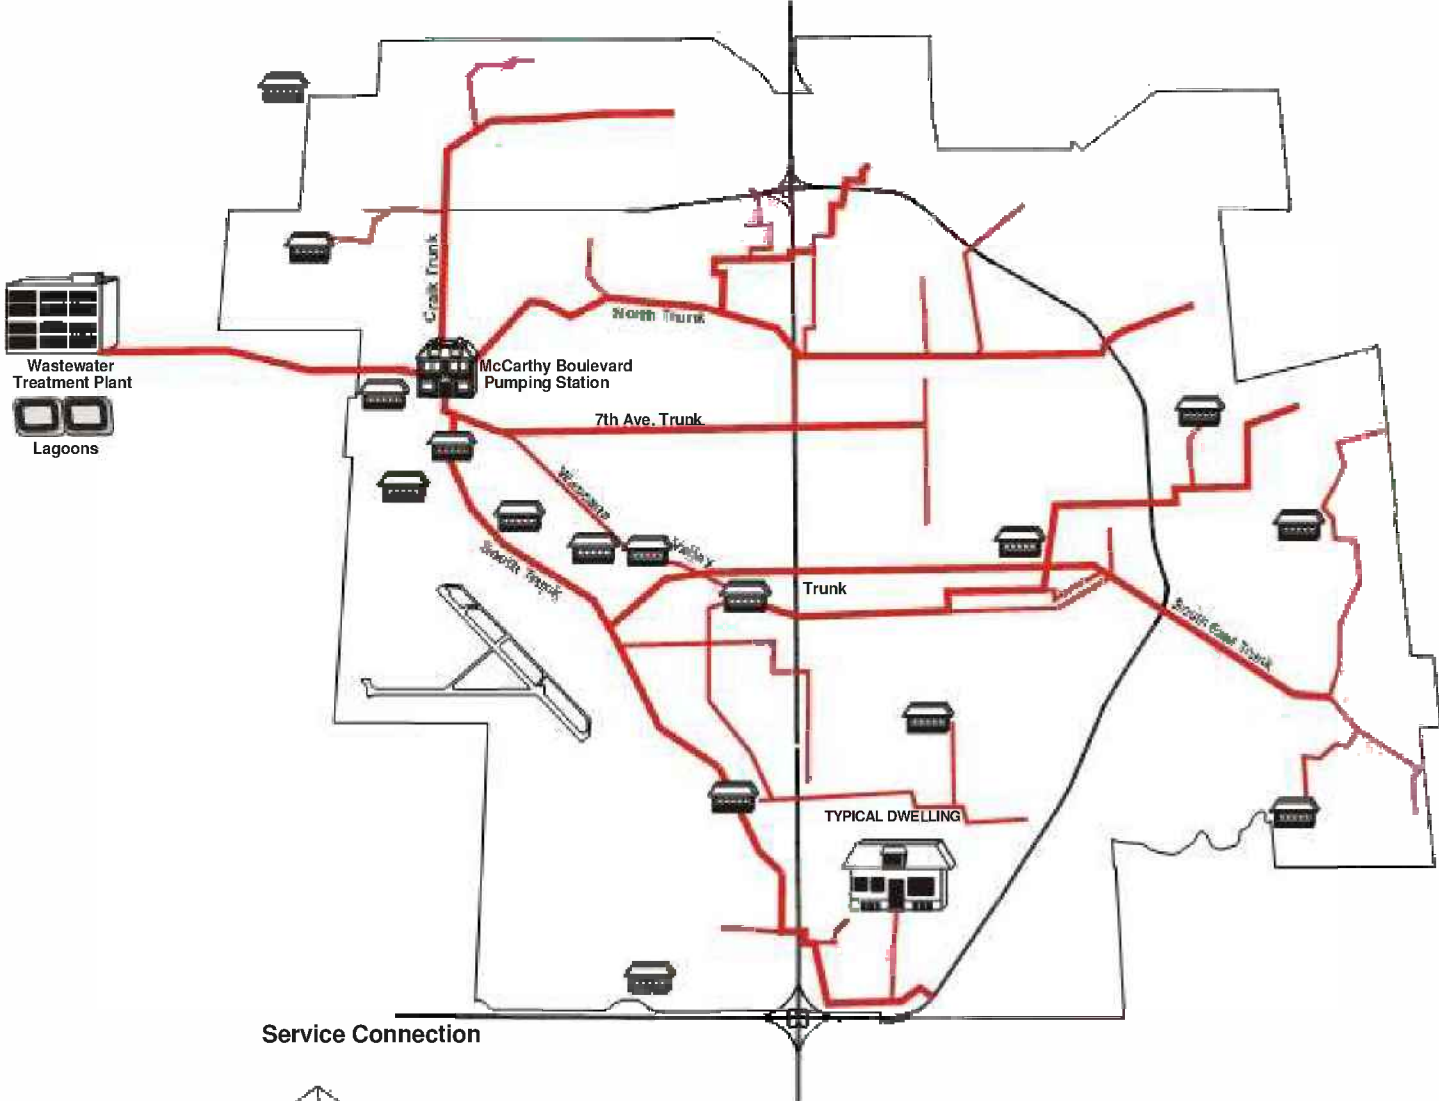 Craik Trunk
North Trunk
Wastewater
Treatment Plant
McCarthy Boulevard
Pumping Station
Lagoons
7th Ave. Trunk
Wascana
Valley
South Trunk
Trunk
South East Trunk
TYPICAL DWELLING
Service Connection